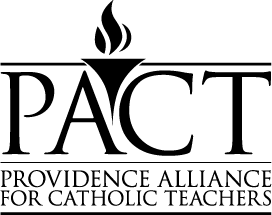 PACT
PROVIDENCE ALLIANCE
FOR CATHOLIC TEACHERS